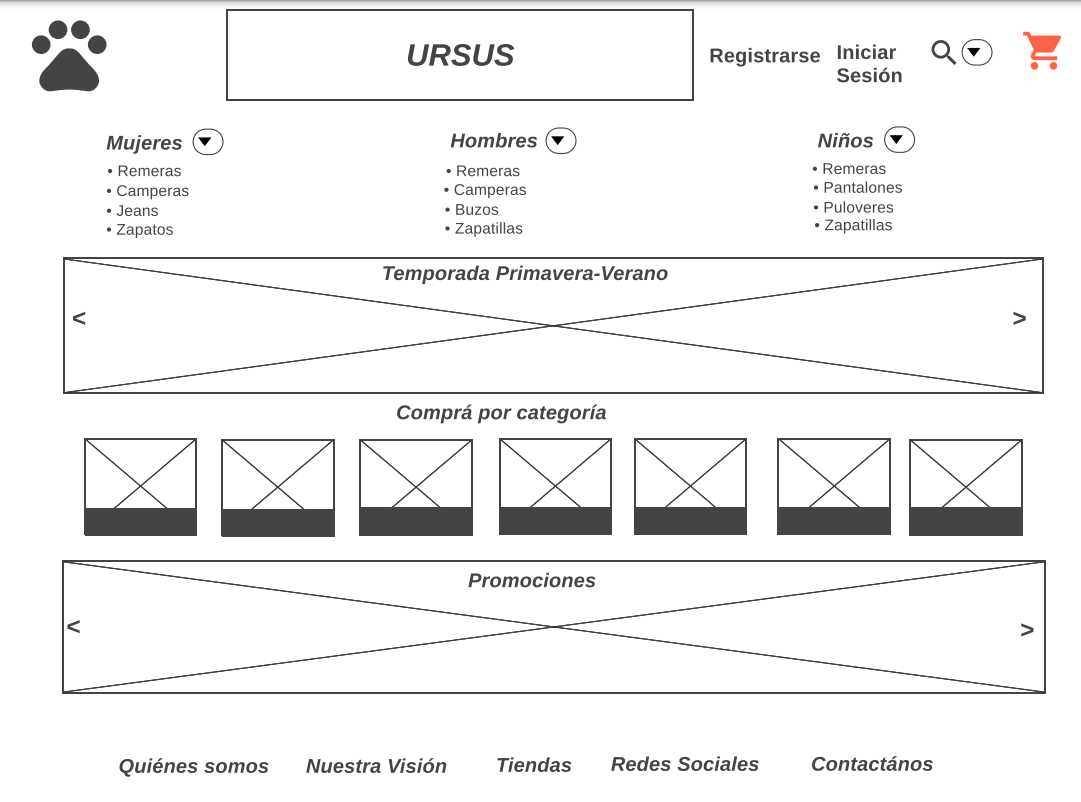 URSUS
Registrarse
Iniciar
Sesión
Mujeres
• Remeras
• Camperas
• Jeans
• Zapatos
Hombres
• Remeras
• Camperas
• Buzos
• Zapatillas
Niños
• Remeras
• Pantalones
• Puloveres
• Zapatillas
Temporada Primavera-Verano
< >
Comprá por categoría
Promociones
< >
Quiénes somos Nuestra Visión Tiendas Redes Sociales Contactános